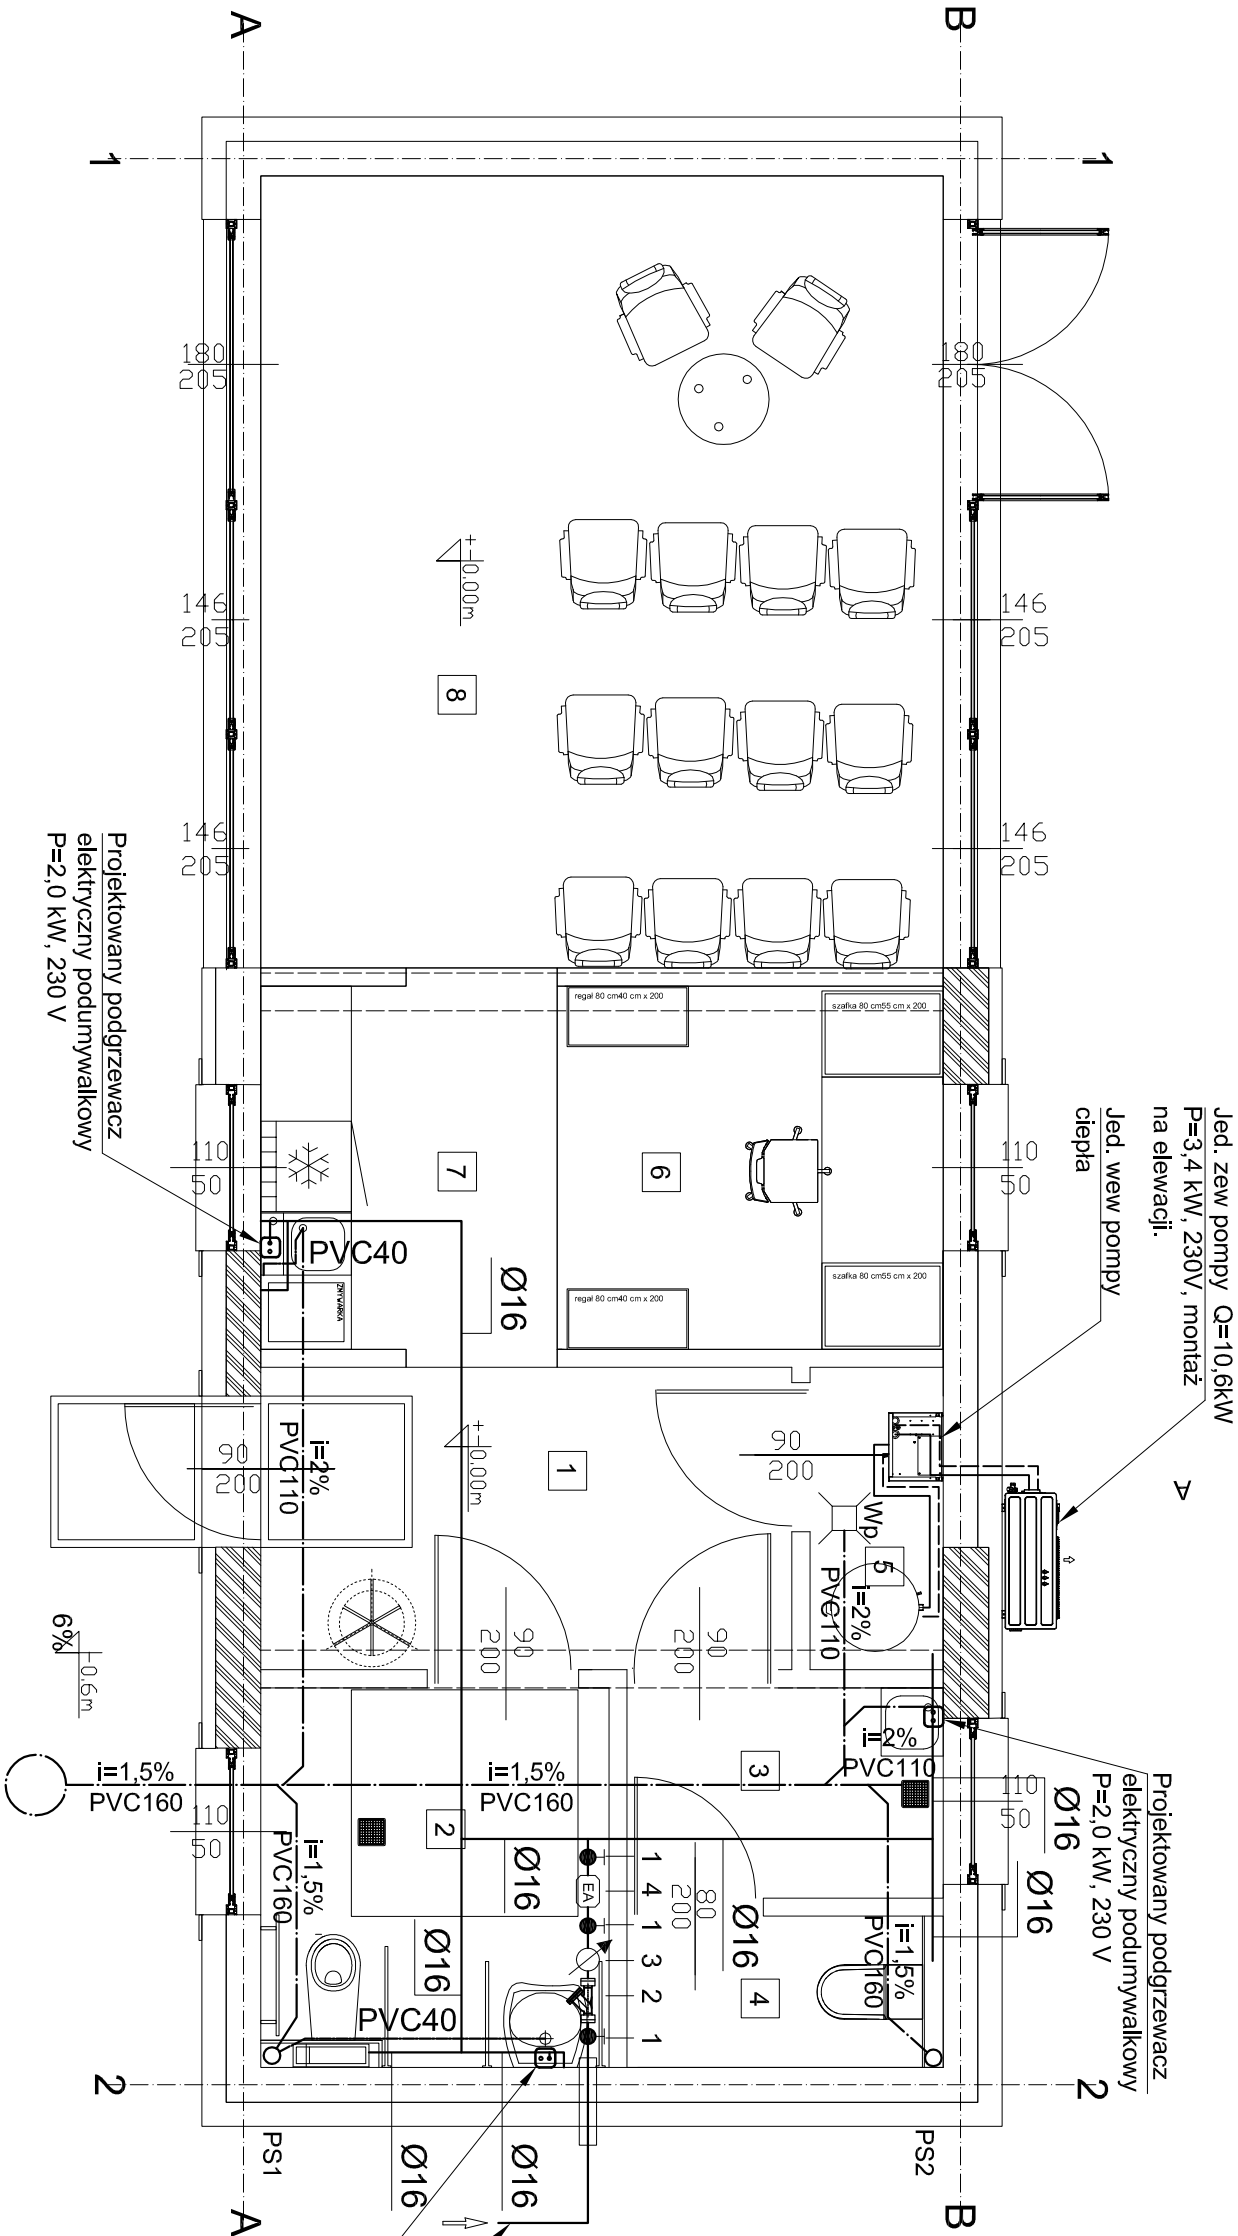 A
B
1
1
180
205
180
205
+-0,00m
146
205
146
205
8
146
205
146
205
Projektowany podgrzewacz
elektryczny podumywalkowy
P=2,0 kW, 230 V
regał 80 cm40 cm x 200
szafka 80 cm55 cm x 200
Jed. zew pompy Q=10,6kW
P=3,4 kW, 230V, montaż
na elewacji.
Jed. wew pompy
ciepła
110
50
7
6
110
50
PVC40
Ø16
ZMYWARKA
regał 80 cm40 cm x 200
szafka 80 cm55 cm x 200
90
200
i=2%
PVC110
+-0,00m
1
90
200
A
Wp
5
i=2%
PVC110
90
200
90
200
6%
-0.6m
i=2%
PVC110
3
i=1,5%
PVC160
i=1,5%
PVC160
Projektowany podgrzewacz
elektryczny podumywalkowy
P=2,0 kW, 230 V
110
50
Ø16
Ø16
110
50
2
i=1,5%
PVC160
Ø16
EA
1
4
1
3
2
1
80
200
Ø16
4
i=1,5%
PVC160
Ø16
PVC40
2
2
PS1
PS2
Ø16
Ø16
A
B